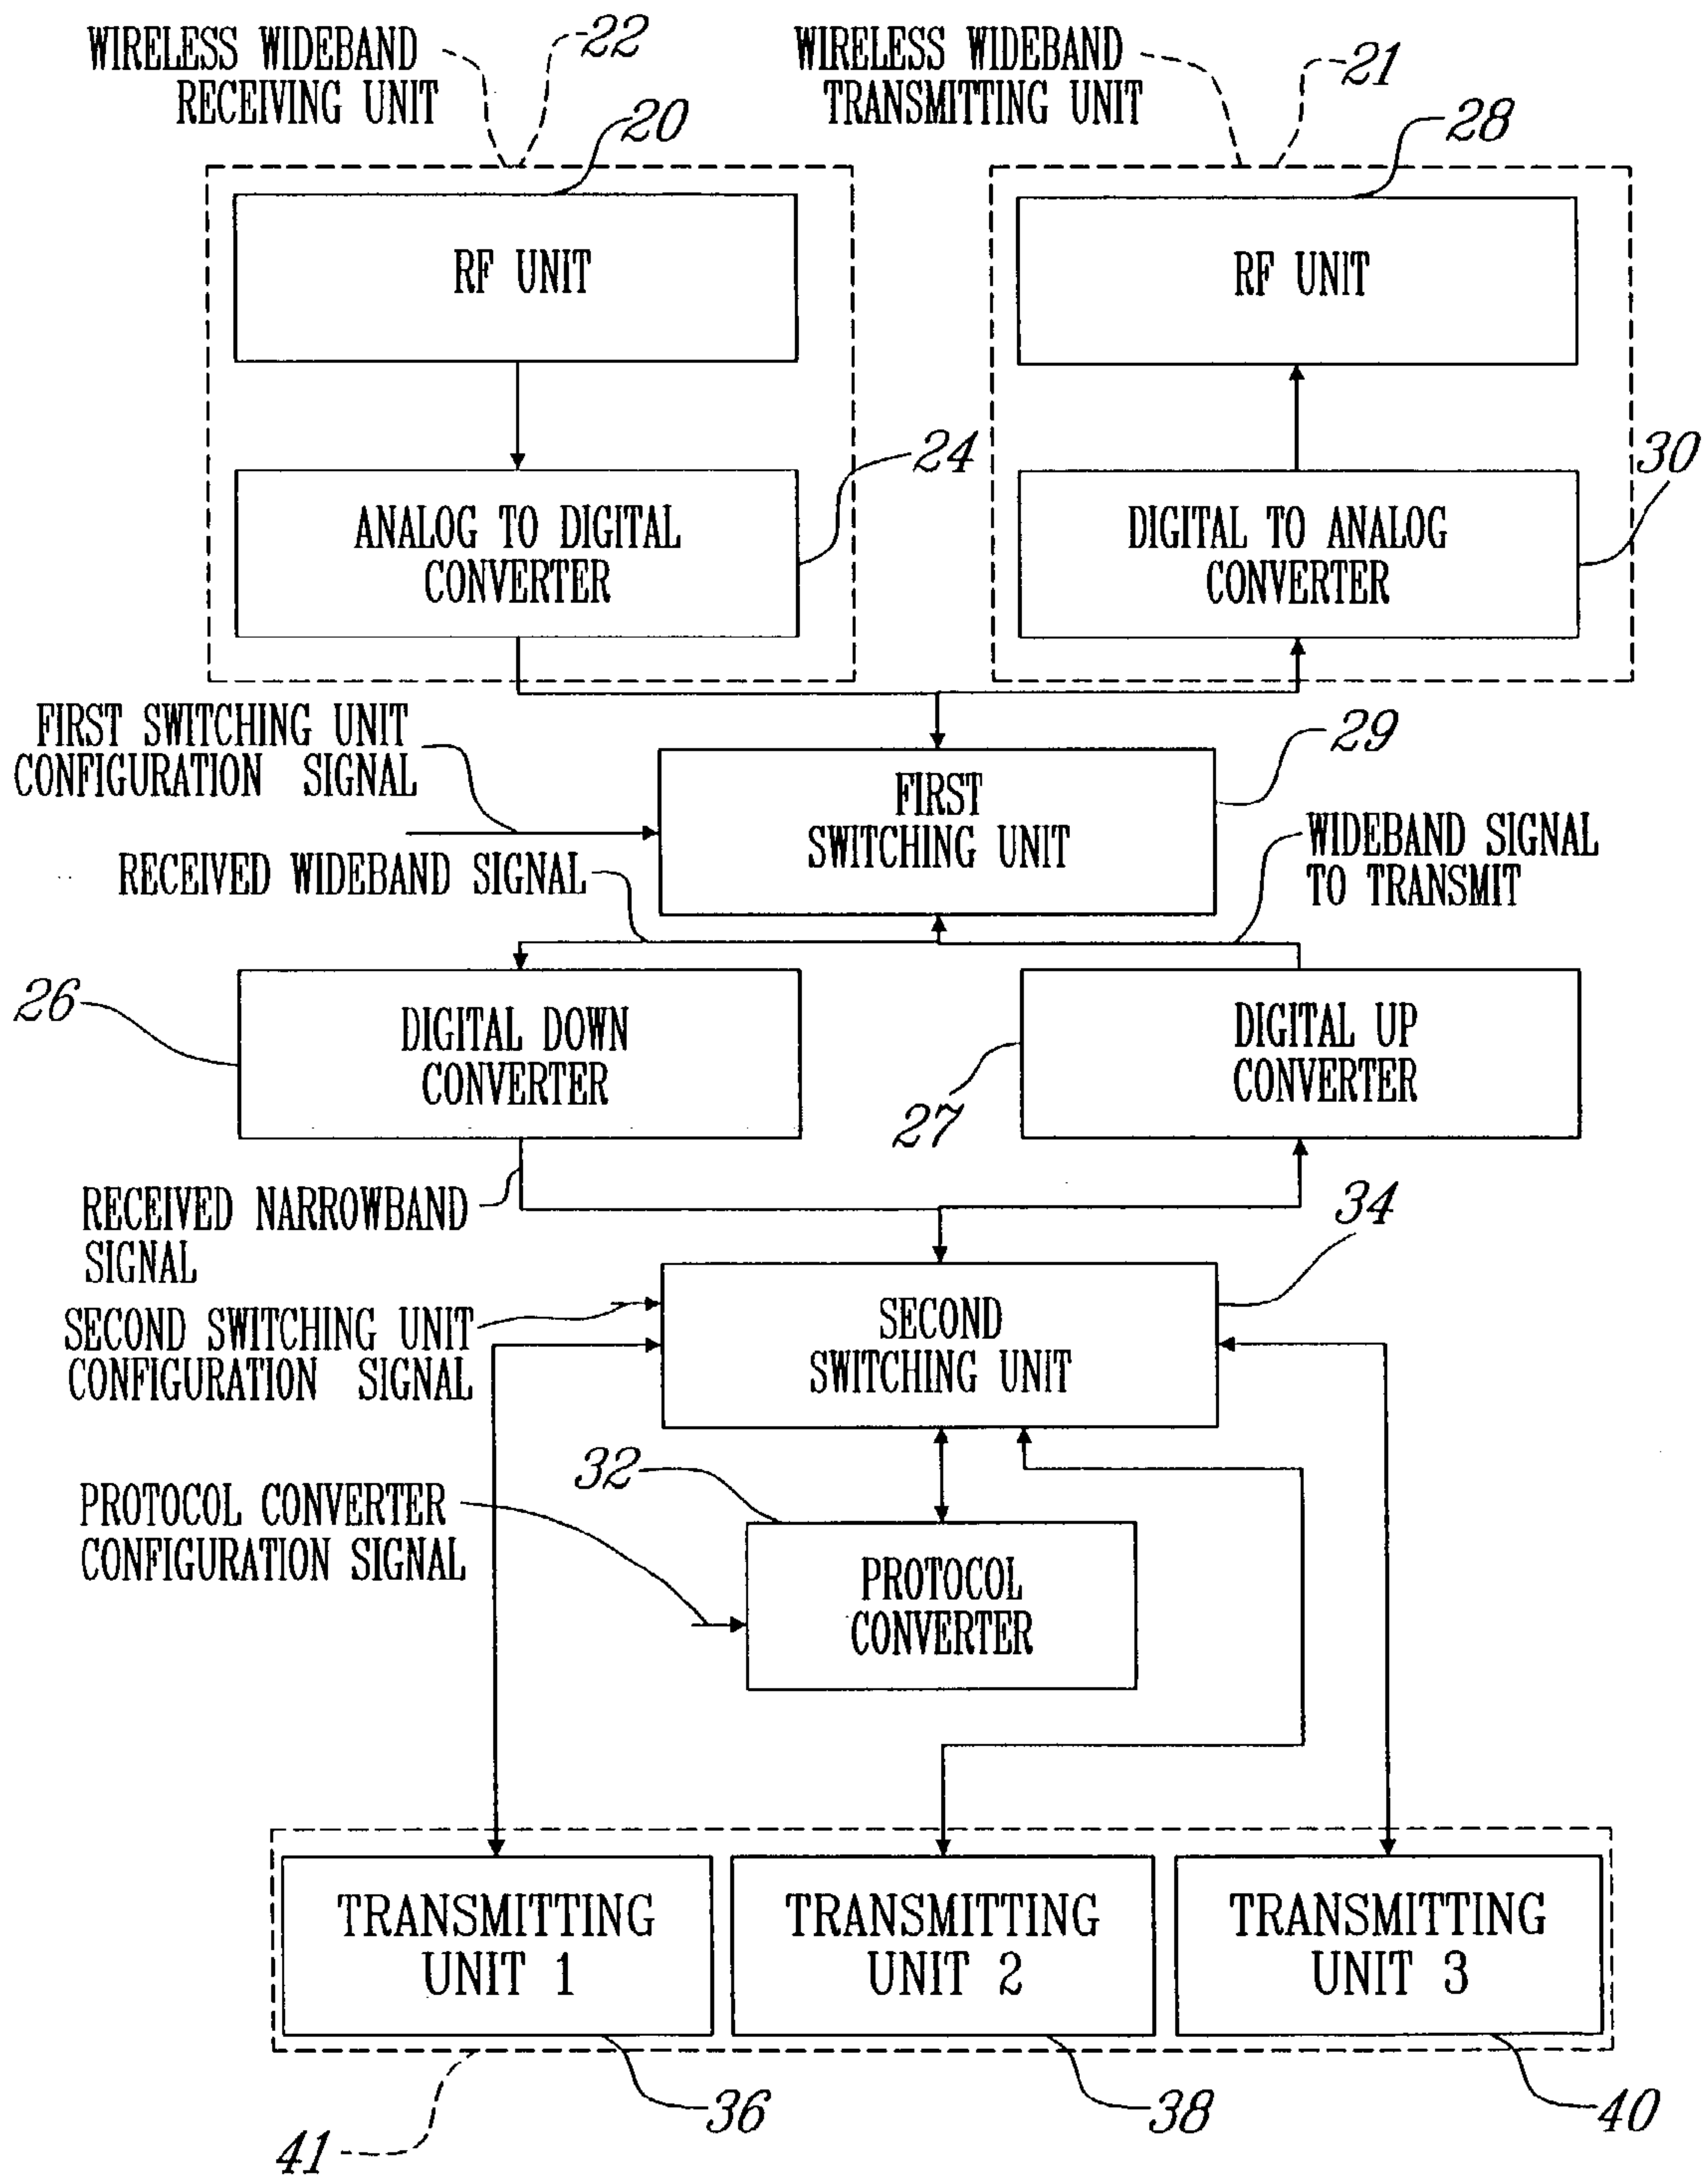 WIRELESS WIDEBAND
RECEIVING UNIT
22
WIRELESS WIDEBAND
TRANSMITTING UNIT
21
20
28
RF UNIT
RF UNIT
24
30
ANALOG TO DIGITAL
CONVERTER
DIGITAL TO ANALOG
CONVERTER
FIRST SWITCHING UNIT
CONFIGURATION SIGNAL
29
FIRST
SWITCHING UNIT
RECEIVED WIDEBAND SIGNAL
WIDEBAND SIGNAL
TO TRANSMIT
26
DIGITAL DOWN
CONVERTER
27
DIGITAL UP
CONVERTER
RECEIVED NARROWBAND
SIGNAL
34
SECOND SWITCHING UNIT
CONFIGURATION SIGNAL
SECOND
SWITCHING UNIT
32
PROTOCOL CONVERTER
CONFIGURATION SIGNAL
PROTOCOL
CONVERTER
TRANSMITTING
UNIT 1
TRANSMITTING
UNIT 2
TRANSMITTING
UNIT 3
36
38
40
41